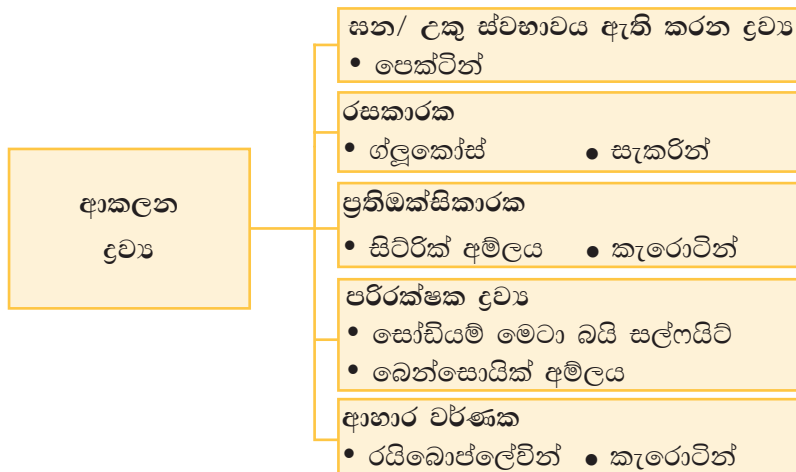 ඝන/ උකු ස්වභාවය ඇති කරන ද්‍රව්‍ය
• පෙක්ටින්
රසකාරක
• ග්ලූකෝස් • සැකරින්
ආකලන
ද්‍රව්‍ය
ප්‍රතිඔක්සිකාරක
• සිට්රික් අම්ලය • කැරොටින්
පරිරක්ෂක ද්‍රව්‍ය
• සෝඩියම් මෙටා බයි සල්ෆයිට්
• බෙන්සොයික් අම්ලය
ආහාර වර්ණක
• රයිබොප්ලේවින් • කැරොටින්